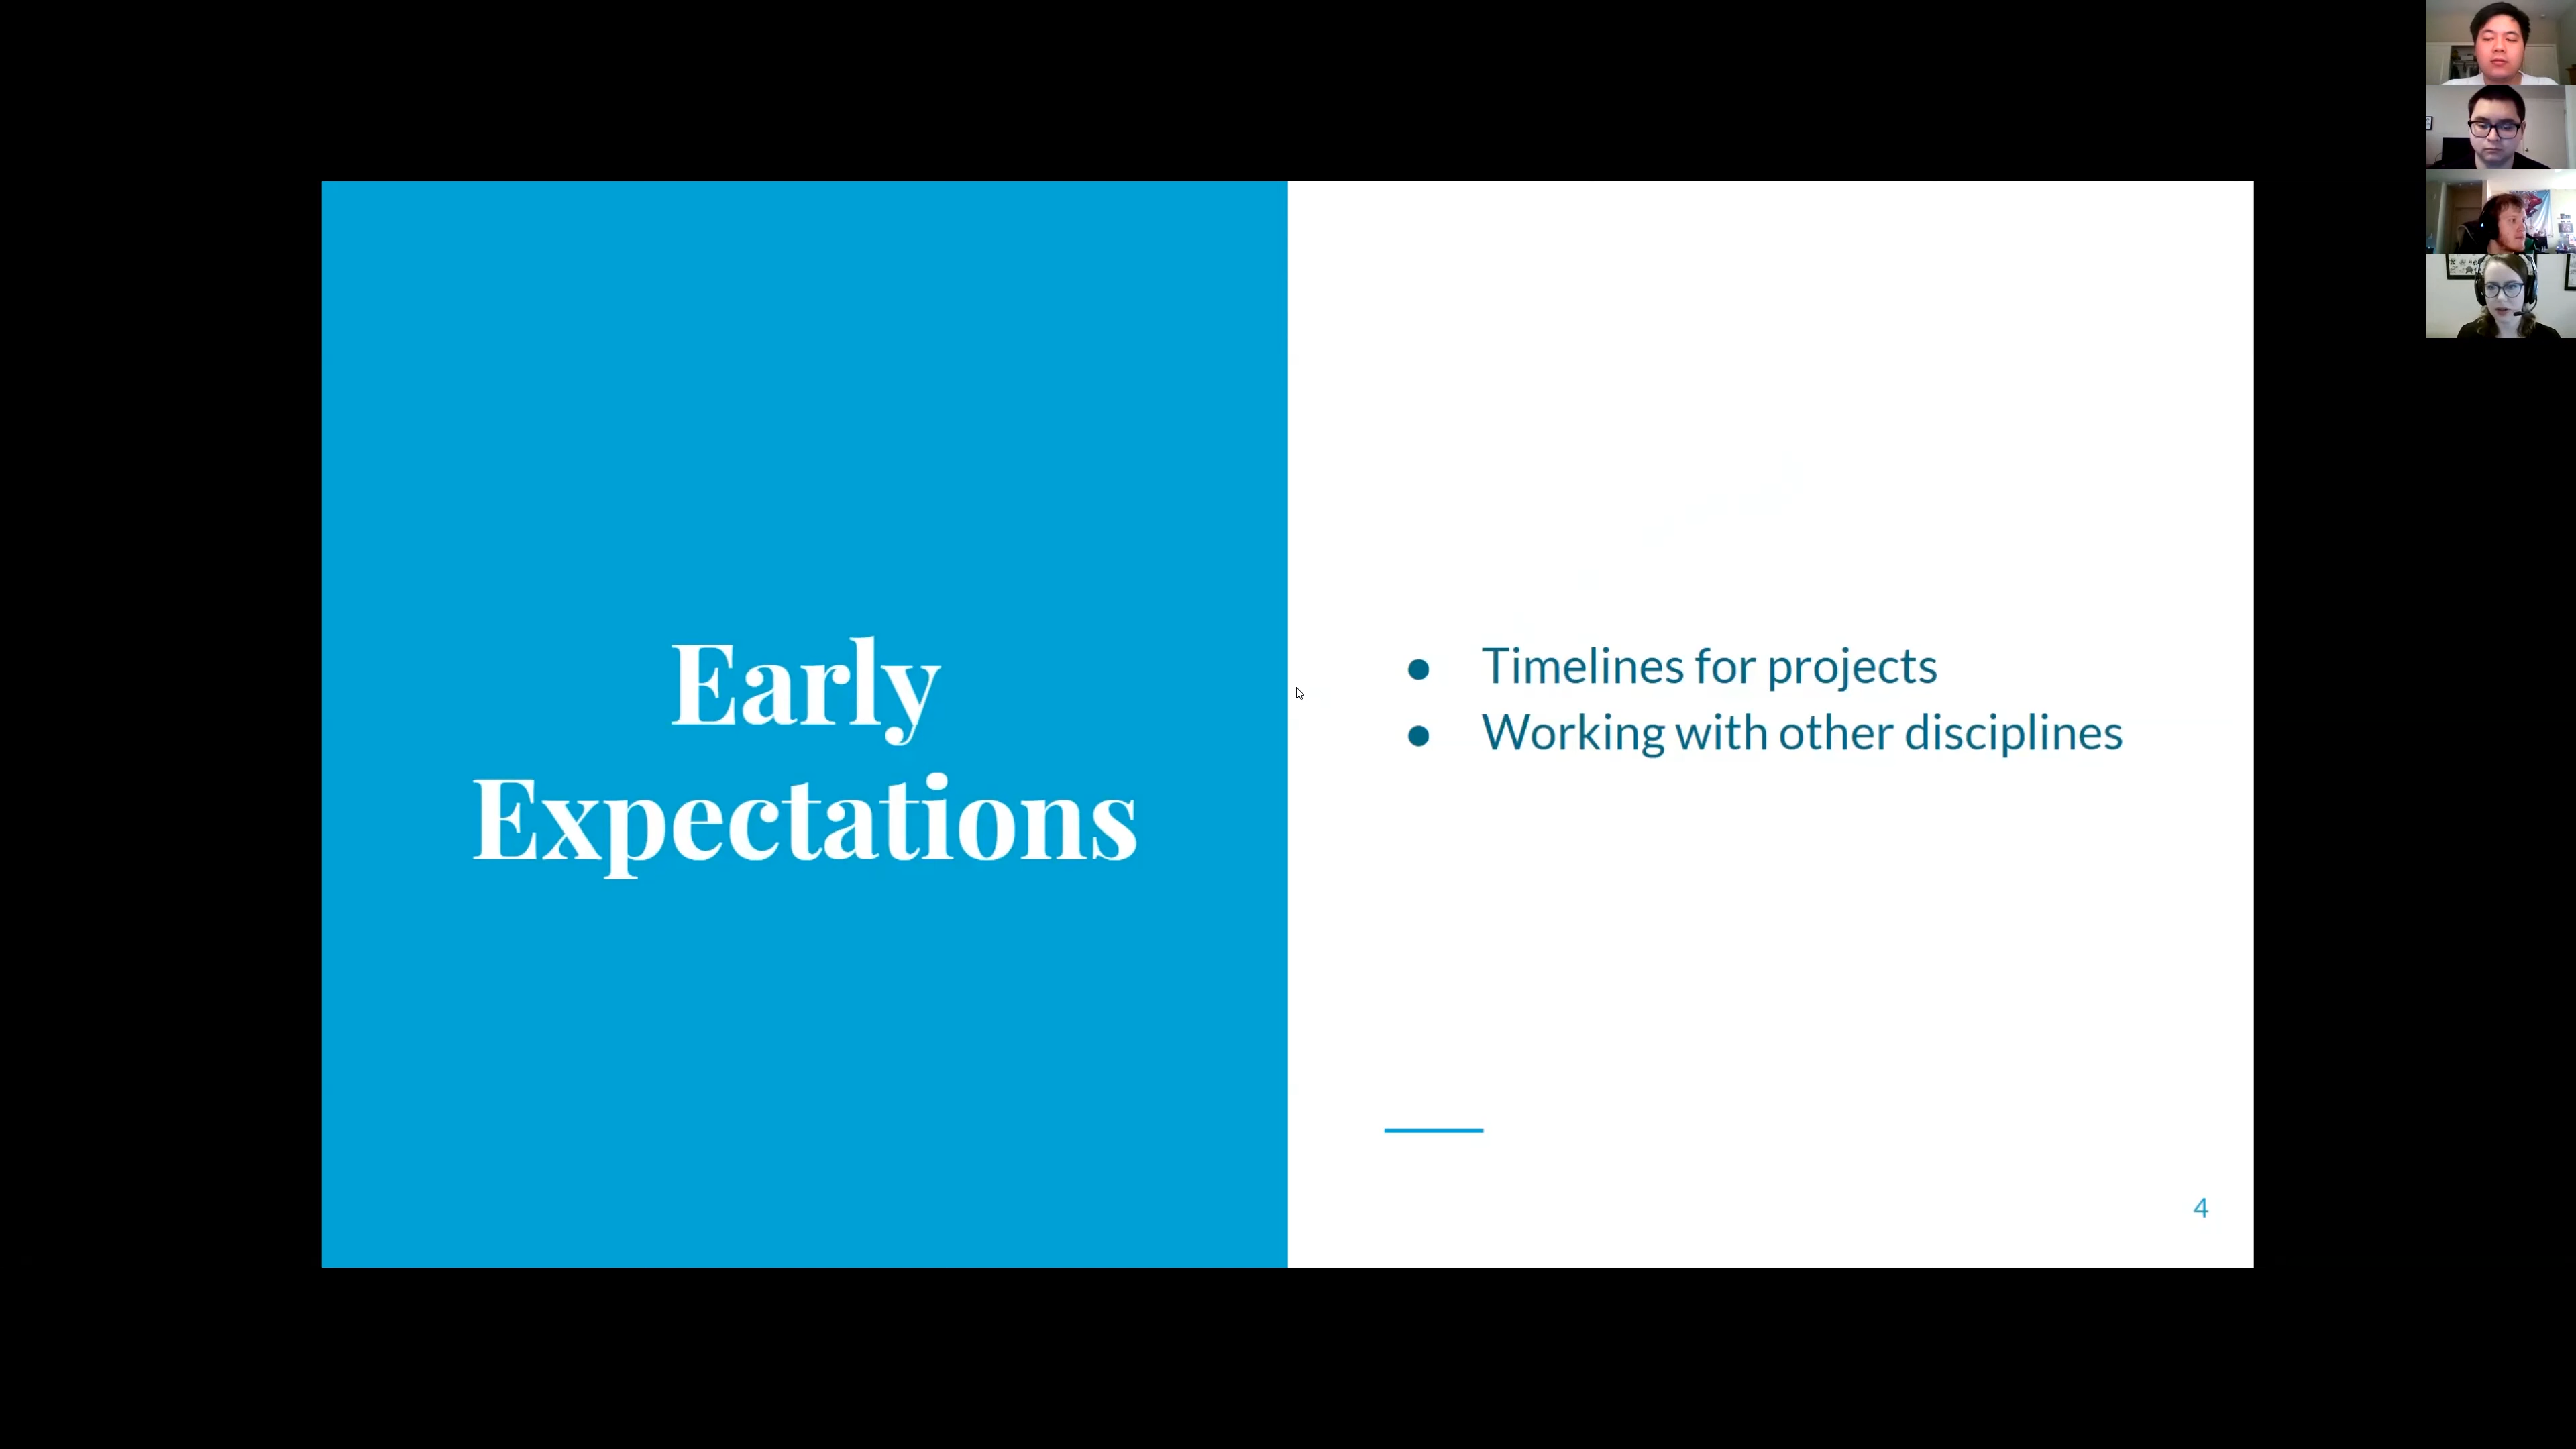 Early
Expectations
● Timelines for projects
● Working with other disciplines
4